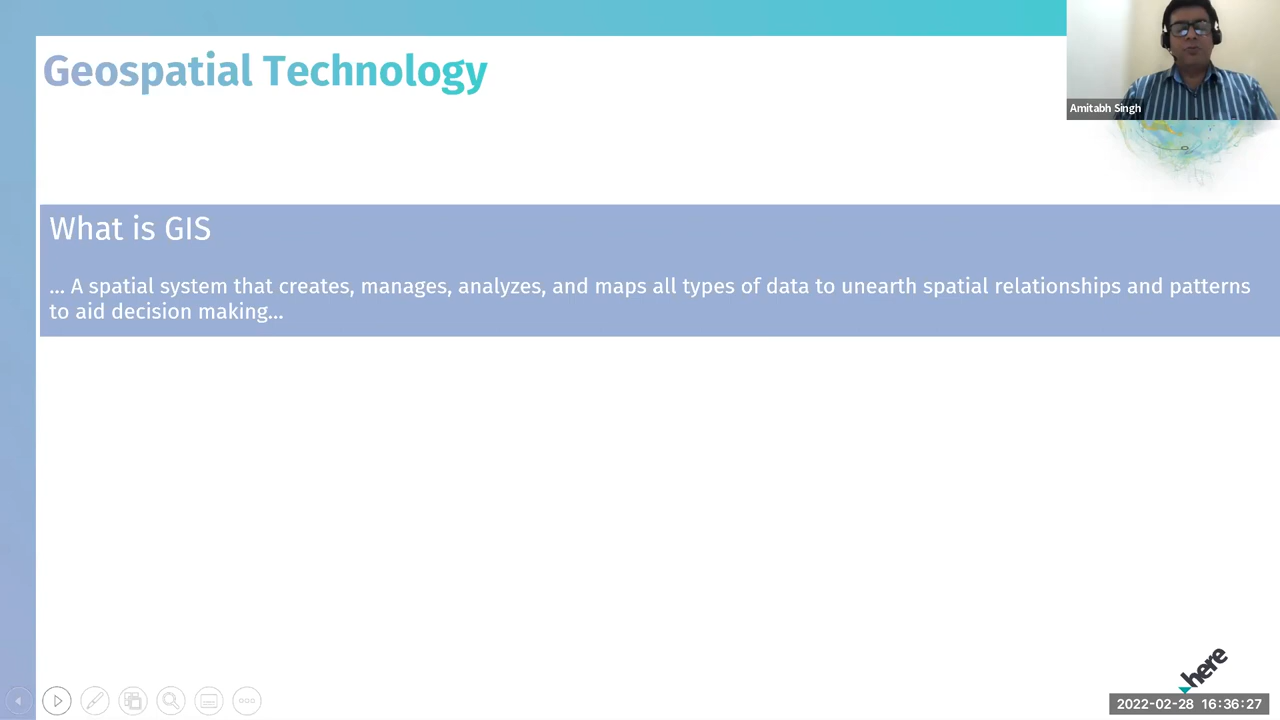 Geospatial Technology
Amitabh Singh
What is GIS
... A spatial system that creates, manages, analyzes, and maps all types of data to unearth spatial relationships and patterns
to aid decision making...
here
2022-02-28 16:36:27